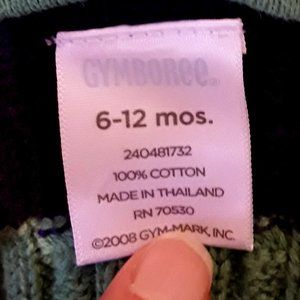 GYMBOREE®
6-12 mos.
240481732
100% COTTON
MADE IN THAILAND
RN 70530
©2008 GYM-MARK, INC.